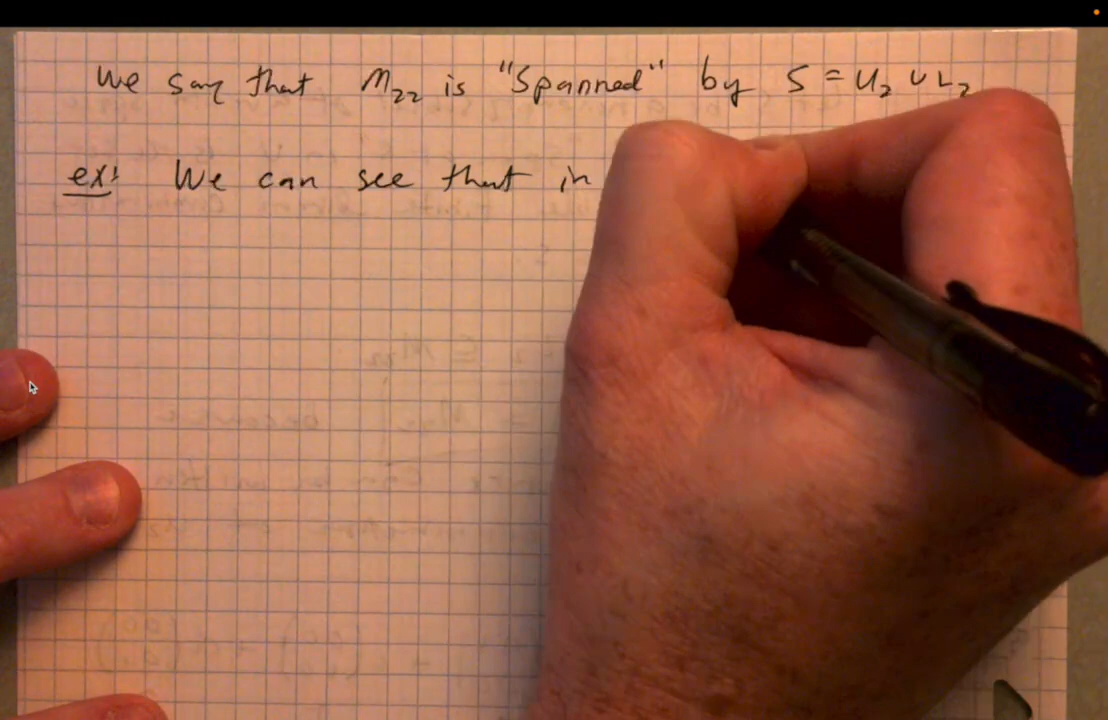 We say that M₂₂ is "Spanned" by S = U₂ ∪ L₂
ex: We can see that in